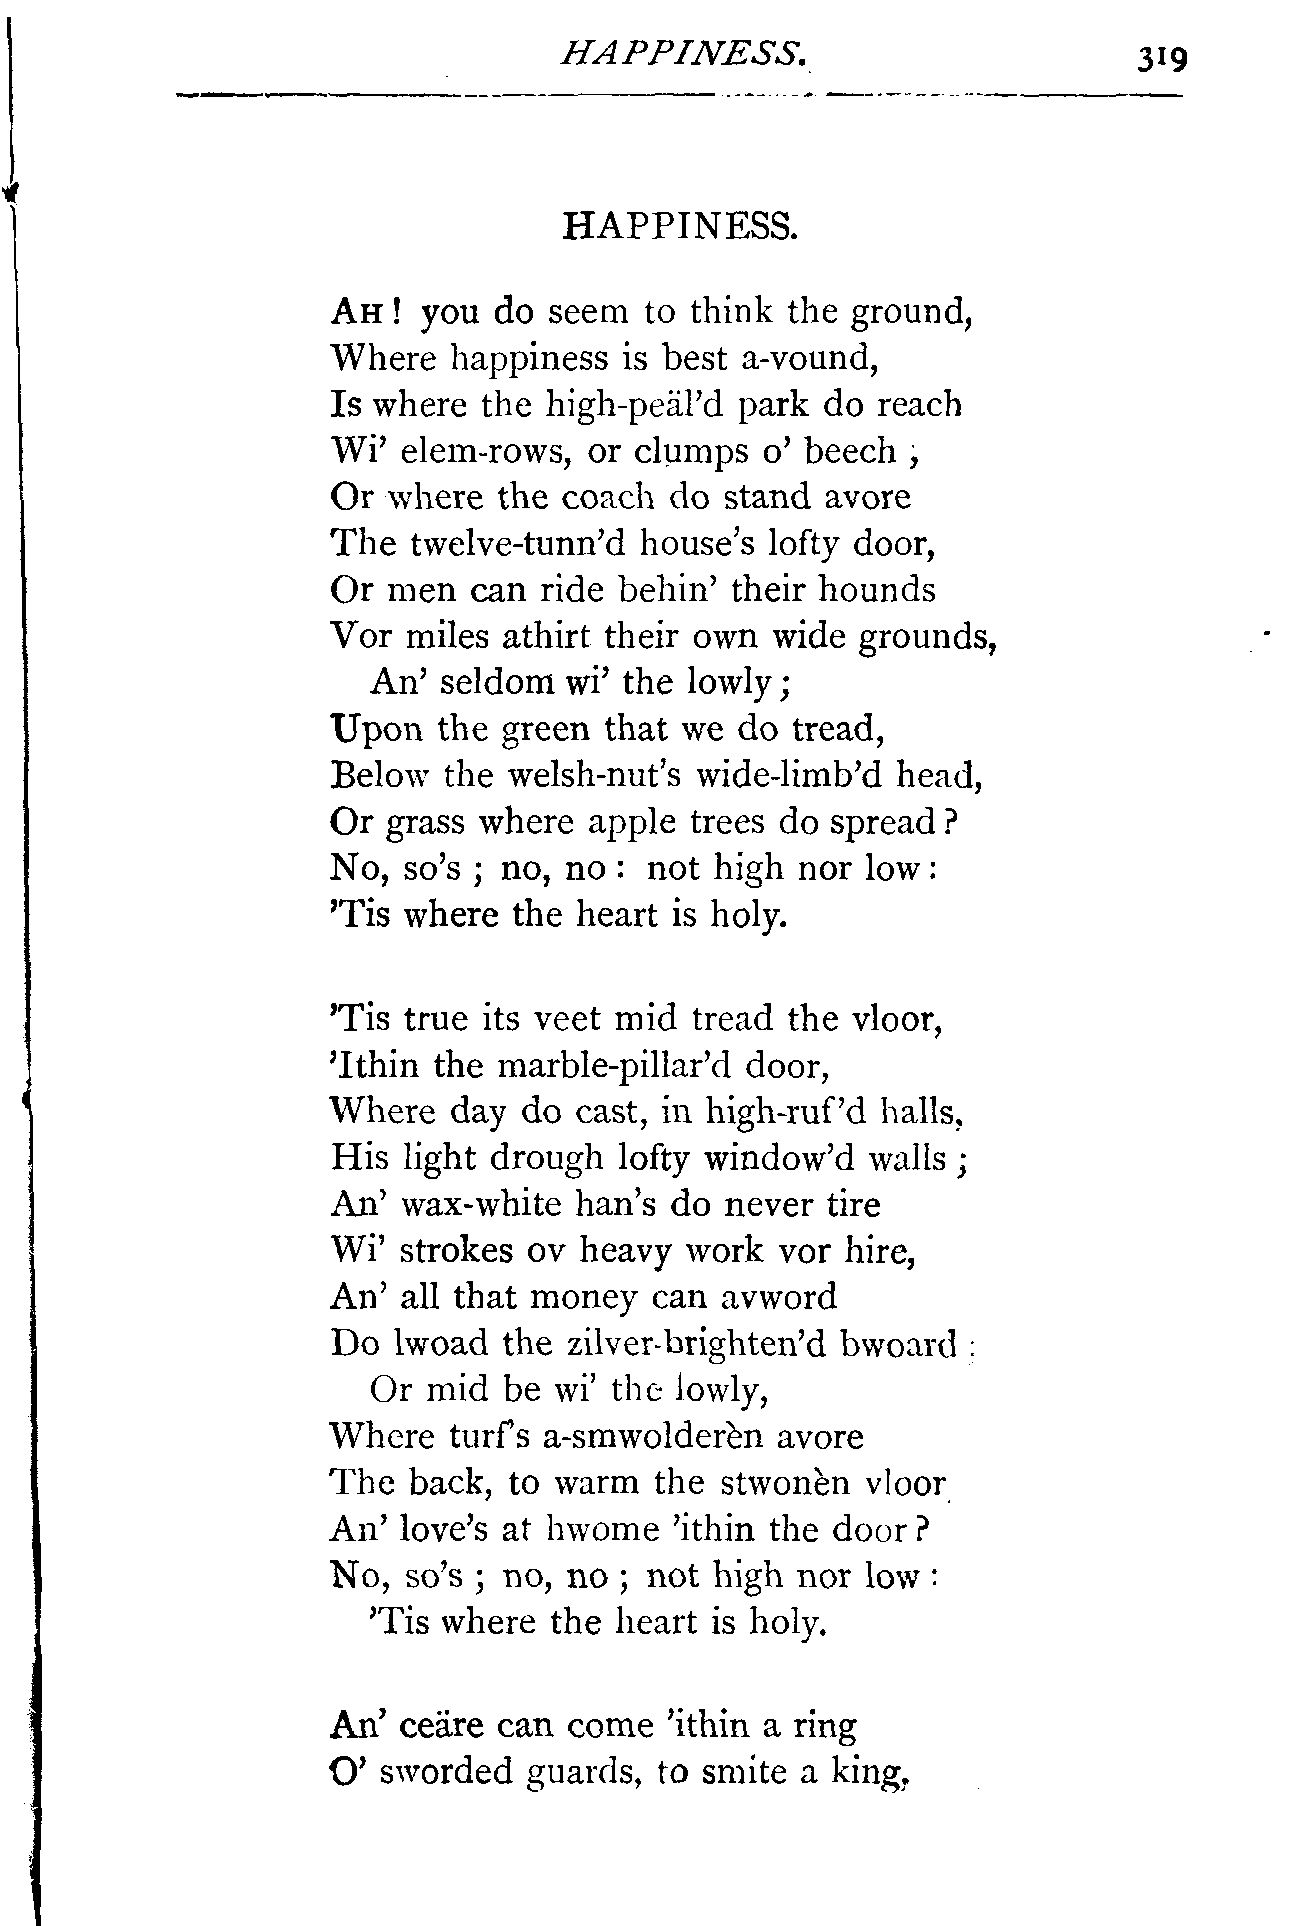 HAPPINESS. 319
HAPPINESS.
AH! you do seem to think the ground,
Where happiness is best a-vound,
Is where the high-peäl'd park do reach
Wi' elem-rows, or clumps o' beech ;
Or where the coach do stand avore
The twelve-tunn'd house's lofty door,
Or men can ride behin' their hounds
Vor miles athirt their own wide grounds,
An' seldom wi' the lowly ;
Upon the green that we do tread,
Below the welsh-nut's wide-limb'd head,
Or grass where apple trees do spread ?
No, so's ; no, no : not high nor low :
'Tis where the heart is holy.
'Tis true its veet mid tread the vloor,
'Ithin the marble-pillar'd door,
Where day do cast, in high-ruf'd halls,
His light drough lofty window'd walls ;
An' wax-white han's do never tire
Wi' strokes ov heavy work vor hire,
An' all that money can avword
Do lwoad the zilver-brighten'd bwoard :
Or mid be wi' the lowly,
Where turf's a-smwolderèn avore
The back, to warm the stwonèn vloor
An' love's at hwome 'ithin the door ?
No, so's ; no, no ; not high nor low :
'Tis where the heart is holy.
An' ceäre can come 'ithin a ring
O' sworded guards, to smite a king,